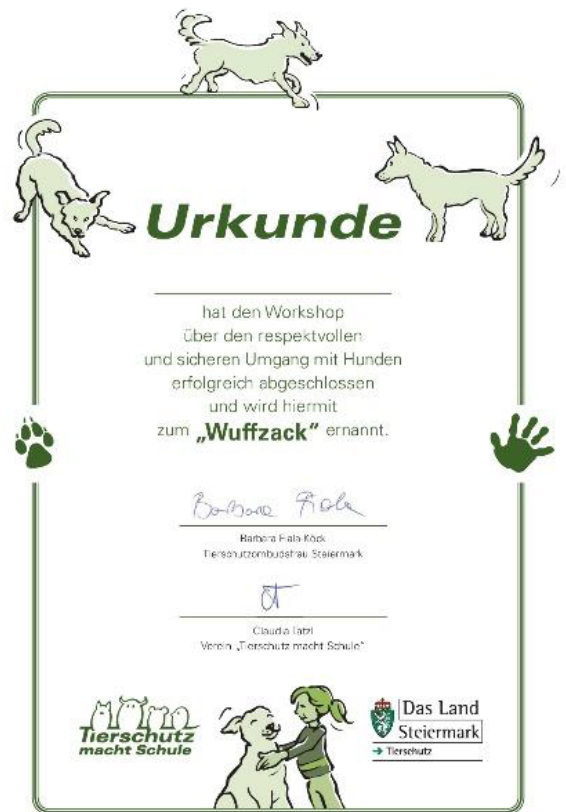 Urkunde
hat den Workshop
über den respektvollen
und sicheren Umgang mit Hunden
erfolgreich abgeschlossen
und wird hiermit
zum „Wuffzack" ernannt.
Barbara Fiala
Barbara Fiala-Köck
Tierschutzombudsfrau Steiermark
Claudia Tatzl
Verein „Tierschutz macht Schule"
Tierschutz
macht Schule
Das Land
Steiermark
→ Tierschutz